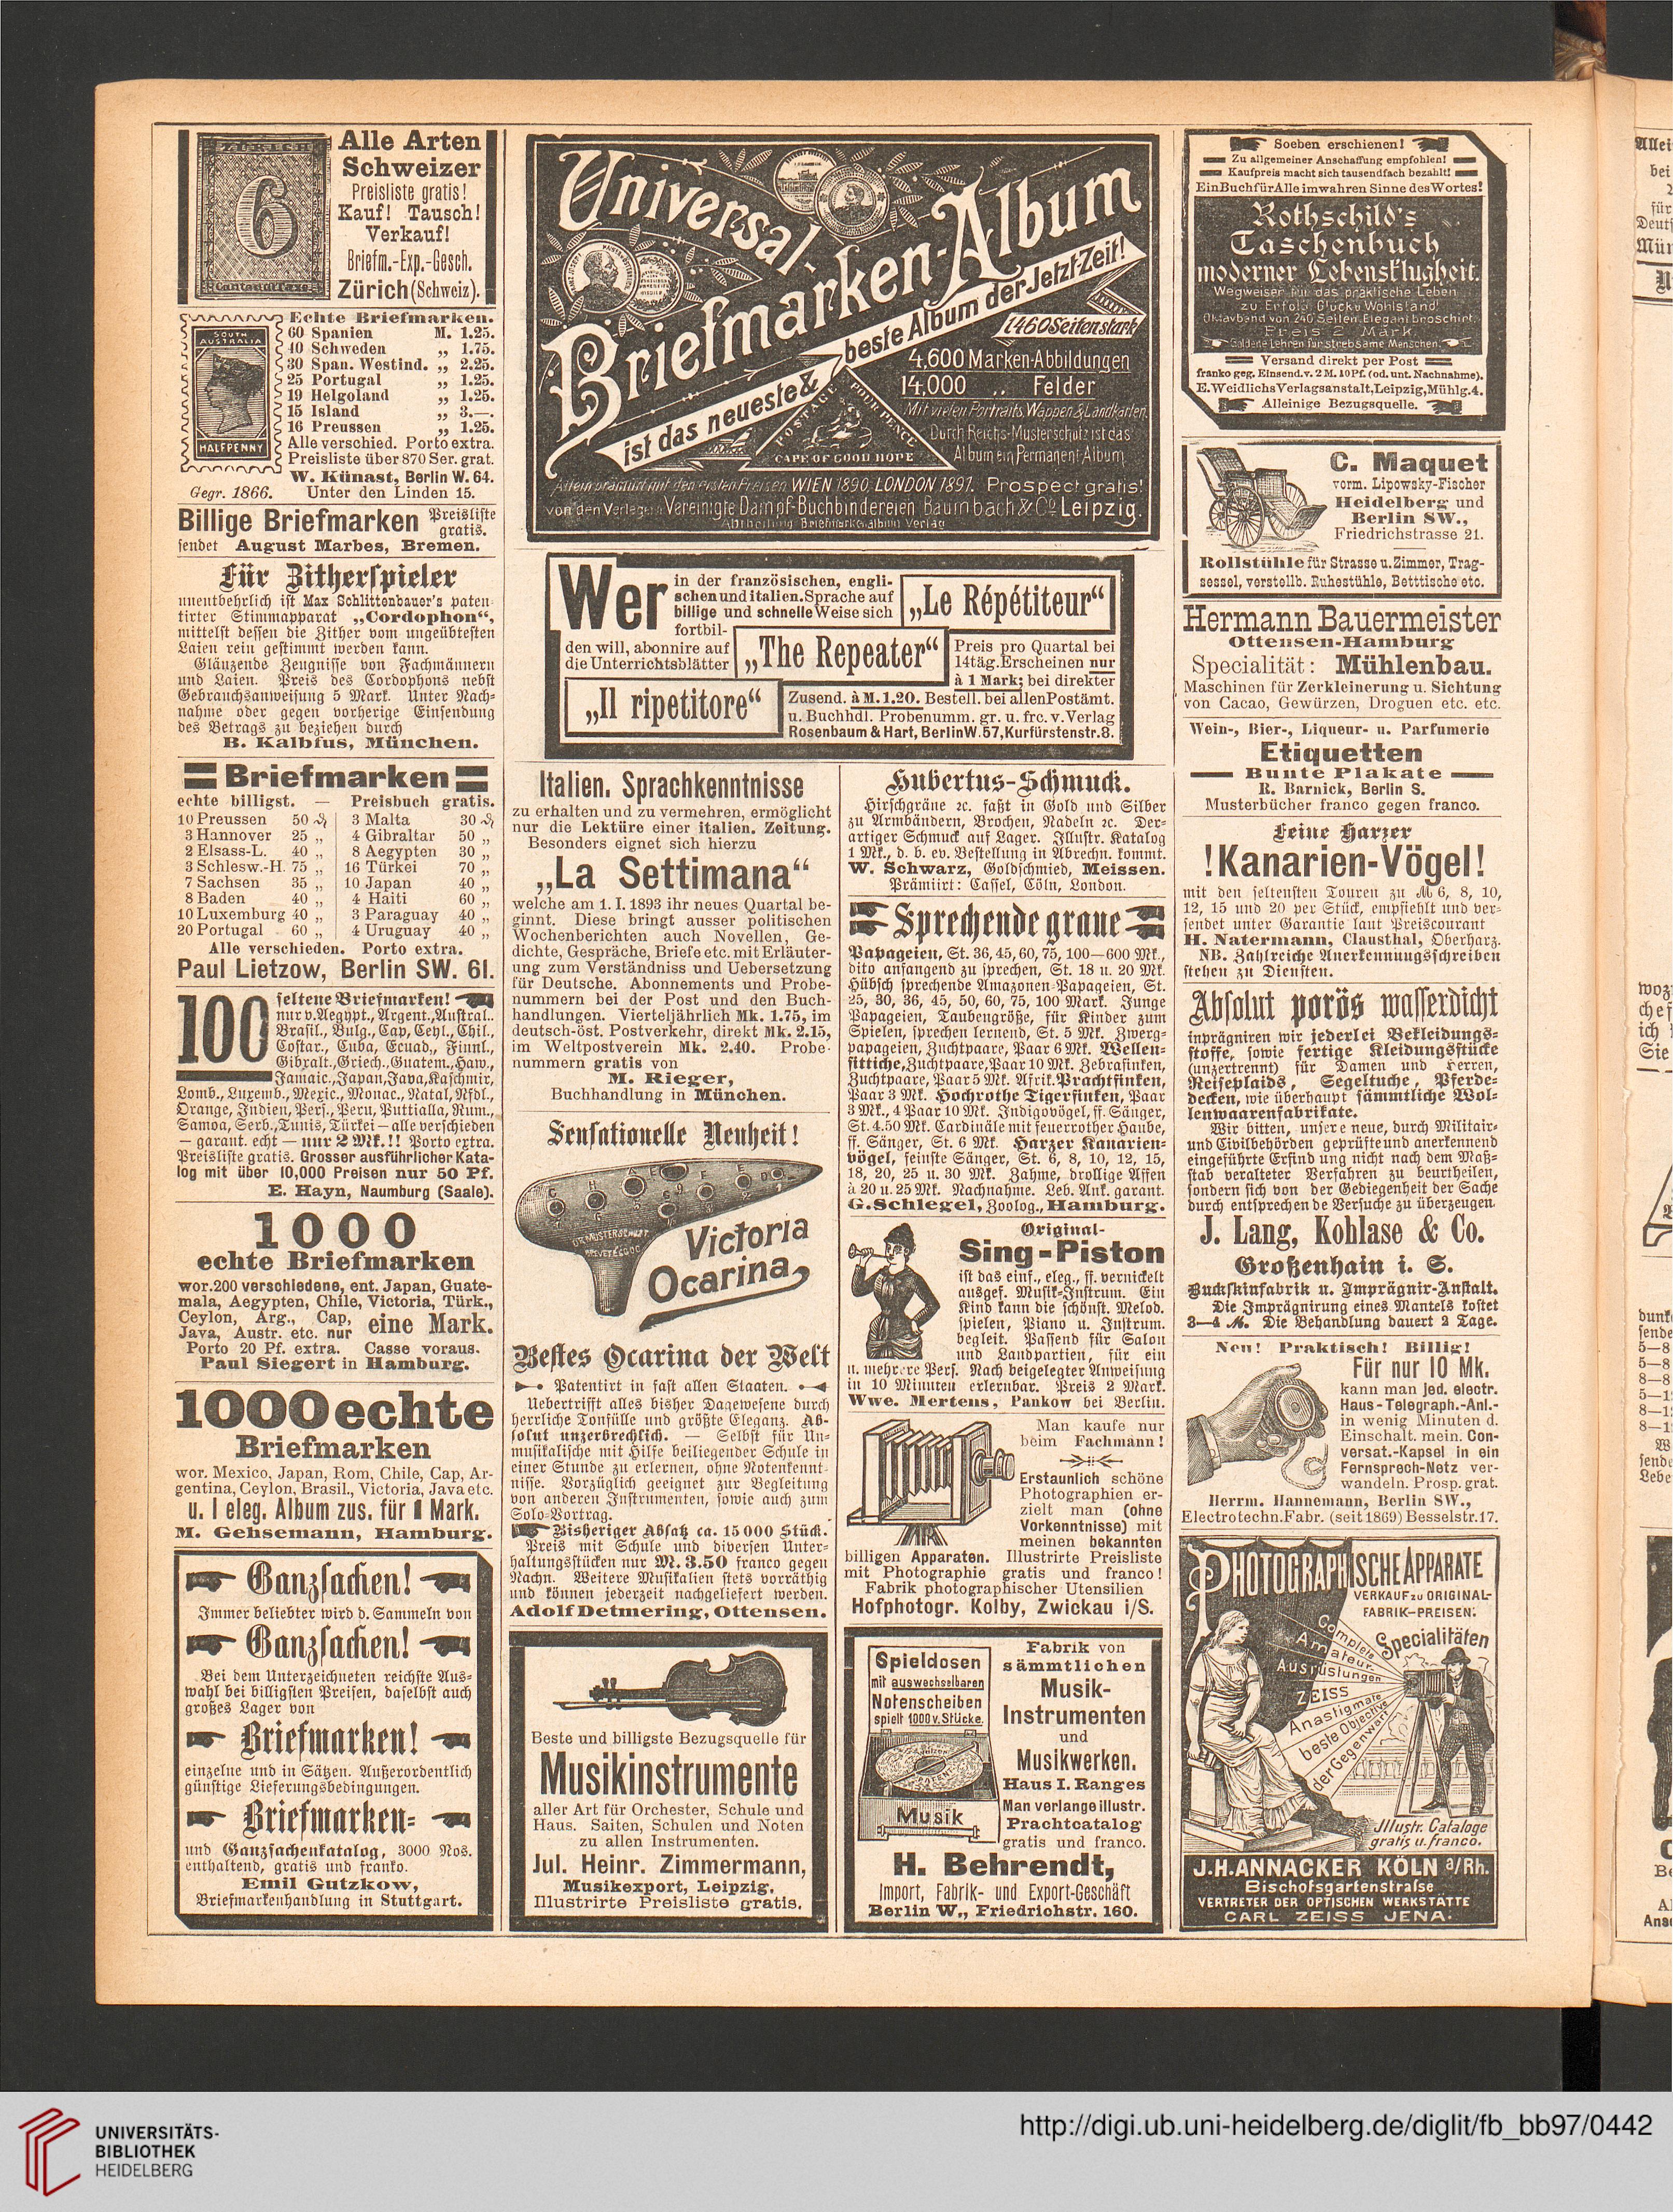 ZÜRICH
6
Cantonal Taxe
Alle Arten
Schweizer
Preisliste gratis!
Kauf! Tausch!
Verkauf!
Briefm.-Exp.-Gesch.
Zürich (Schweiz).
SOUTH
AUSTRALIA
HALFPENNY
Echte Briefmarken.
60 Spanien M. 1.25.
40 Schweden „ 1.75.
30 Span. Westind. „ 2.25.
25 Portugal „ 1.25.
19 Helgoland „ 1.25.
15 Island „ 3.—.
16 Preussen „ 1.25.
Alle verschied. Porto extra.
Preisliste über 870 Ser. grat.
W. Künast, Berlin W. 64.
Gegr. 1866. Unter den Linden 15.
Billige Briefmarken Preisliste
gratis.
sendet August Marbes, Bremen.
Für Zitherspieler
unentbehrlich ist Max Schlittenbauer's paten-
tirter Stimmapparat „Cordophon“,
mittelst dessen die Zither vom ungeübtesten
Laien rein gestimmt werden kann.
Glänzende Zeugnisse von Fachmännern
und Laien. Preis des Cordophons nebst
Gebrauchsanweisung 5 Mark. Unter Nach-
nahme oder gegen vorherige Einsendung
des Betrags zu beziehen durch
B. Kalbfus, München.
Briefmarken
echte billigst. — Preisbuch gratis.
10 Preussen 50 ₰ 3 Malta 30 ₰
3 Hannover 25 „ 4 Gibraltar 50 „
2 Elsass-L. 40 „ 8 Aegypten 30 „
3 Schlesw.-H. 75 „ 16 Türkei 70 „
7 Sachsen 35 „ 10 Japan 40 „
8 Baden 40 „ 4 Haiti 60 „
10 Luxemburg 40 „ 3 Paraguay 40 „
20 Portugal 60 „ 4 Uruguay 40 „
Alle verschieden. Porto extra.
Paul Lietzow, Berlin SW. 61.
100 seltene Briefmarken!
nur v. Aegypt., Argent., Austral.,
Brasil., Bulg., Cap, Ceyl., Chil.,
Costar., Cuba, Ecuad., Finnl.,
Gibralt., Griech., Guatem., Haw.,
Jamaic., Japan, Java, Kaschmir,
Lomb., Luxemb., Mexic., Monac., Natal, Nfdl.,
Orange, Indien, Pers., Peru, Puttialla, Rum.,
Samoa, Serb., Tunis, Türkei — alle verschieden
— garant. echt — nur 2 Mk.!! Porto extra.
Preisliste gratis. Grosser ausführlicher Kata-
log mit über 10,000 Preisen nur 50 Pf.
E. Hayn, Naumburg (Saale).
1000
echte Briefmarken
wor. 200 verschiedene, ent. Japan, Guate-
mala, Aegypten, Chile, Victoria, Türk.,
Ceylon, Arg., Cap,
Java, Austr. etc. nur eine Mark.
Porto 20 Pf. extra. Casse voraus.
Paul Siegert in Hamburg.
1000 echte
Briefmarken
wor. Mexico, Japan, Rom, Chile, Cap, Ar-
gentina, Ceylon, Brasil., Victoria, Java etc.
u. 1 eleg. Album zus. für 1 Mark.
M. Gehsemann, Hamburg.
Ganzsachen!
Immer beliebter wird d. Sammeln von
Ganzsachen!
Bei dem Unterzeichneten reichste Aus-
wahl bei billigsten Preisen, daselbst auch
großes Lager von
Briefmarken!
einzelne und in Sätzen. Außerordentlich
günstige Lieferungsbedingungen.
Briefmarken-
und Ganzsachenkatalog, 3000 Nos.
enthaltend, gratis und franko.
Emil Gutzkow,
Briefmarkenhandlung in Stuttgart.
Universal-
Briefmarken-Album
ist das neueste & beste Album der Jetzt-Zeit!
1460 Seiten stark
4,600 Marken-Abbildungen
14,000 „ Felder
Mit vielen Portraits, Wappen & Landkarten
Durch Reichs-Musterschutz ist das
Album ein Permanent-Album
POSTAGE FOUR PENCE
CAPE OF GOOD HOPE
Allein prämiirt mit den ersten Preisen WIEN 1890 LONDON 1891. Prospect gratis!
von den Verlegern Vereinigte Dampf-Buchbindereien Baumbach & Co Leipzig.
Abtheilung Briefmarkenalbum Verlag
Wer in der französischen, engli-
schen und italien. Sprache auf
billige und schnelle Weise sich
fortbil-
den will, abonnire auf
die Unterrichtsblätter
„Le Répétiteur“
„The Repeater“
„Il ripetitore“
Preis pro Quartal bei
14täg. Erscheinen nur
à 1 Mark; bei direkter
Zusend. à M. 1.20. Bestell. bei allen Postämt.
u. Buchhdl. Probenumm. gr. u. frc. v. Verlag
Rosenbaum & Hart, Berlin W. 57, Kurfürstenstr. 8.
Italien. Sprachkenntnisse
zu erhalten und zu vermehren, ermöglicht
nur die Lektüre einer italien. Zeitung.
Besonders eignet sich hierzu
„La Settimana“
welche am 1. I. 1893 ihr neues Quartal be-
ginnt. Diese bringt ausser politischen
Wochenberichten auch Novellen, Ge-
dichte, Gespräche, Briefe etc. mit Erläuter-
ung zum Verständniss und Uebersetzung
für Deutsche. Abonnements und Probe-
nummern bei der Post und den Buch-
handlungen. Vierteljährlich Mk. 1.75, im
deutsch-öst. Postverkehr, direkt Mk. 2.15,
im Weltpostverein Mk. 2.40. Probe-
nummern gratis von
M. Rieger,
Buchhandlung in München.
Sensationelle Neuheit!
Victoria
Ocarina
Bestes Ocarina der Welt
Patentirt in fast allen Staaten.
Uebertrifft alles bisher Dagewesene durch
herrliche Tonfülle und größte Eleganz. Ab-
solut unzerbrechlich. — Selbst für Un-
musikalische mit Hilfe beiliegender Schule in
einer Stunde zu erlernen, ohne Notenkennt-
nisse. Vorzüglich geeignet zur Begleitung
von anderen Instrumenten, sowie auch zum
Solo-Vortrag.
Bisheriger Absatz ca. 15000 Stück.
Preis mit Schule und diversen Unter-
haltungsstücken nur M. 3.50 franco gegen
Nachn. Weitere Musikalien stets vorräthig
und können jederzeit nachgeliefert werden.
Adolf Detmering, Ottensen.
Beste und billigste Bezugsquelle für
Musikinstrumente
aller Art für Orchester, Schule und
Haus. Saiten, Schulen und Noten
zu allen Instrumenten.
Jul. Heinr. Zimmermann,
Musikexport, Leipzig.
Illustrirte Preisliste gratis.
Hubertus-Schmuck.
Hirschgräne ꝛc. faßt in Gold und Silber
zu Armbändern, Brochen, Nadeln ꝛc. Der-
artiger Schmuck auf Lager. Illustr. Katalog
1 Mk., d. b. ev. Bestellung in Abrechn. kommt.
W. Schwarz, Goldschmied, Meissen.
Prämiirt: Cassel, Cöln, London.
Sprechende graue
Papageien, St. 36, 45, 60, 75, 100—600 Mk.,
dito anfangend zu sprechen, St. 18 u. 20 Mk.
Hübsch sprechende Amazonen-Papageien, St.
25, 30, 36, 45, 50, 60, 75, 100 Mark. Junge
Papageien, Taubengröße, für Kinder zum
Spielen, sprechen lernend, St. 5 Mk. Zwerg-
papageien, Zuchtpaare, Paar 6 Mk. Wellen-
sittiche, Zuchtpaare, Paar 10 Mk. Zebrafinken,
Zuchtpaare, Paar 5 Mk. Afrik. Prachtfinken,
Paar 3 Mk. Hochrothe Tigerfinken, Paar
3 Mk., 4 Paar 10 Mk. Indigovögel, ff. Sänger,
St. 4.50 Mk. Cardinäle mit feuerrother Haube,
ff. Sänger, St. 6 Mk. Harzer Kanarien-
vögel, feinste Sänger, St. 6, 8, 10, 12, 15,
18, 20, 25 u. 30 Mk. Zahme, drollige Affen
à 20 u. 25 Mk. Nachnahme. Leb. Ank. garant.
G. Schlegel, Zoolog., Hamburg.
Original-
Sing-Piston
ist das einf., eleg., ff. vernickelt
ausgef. Musik-Instrum. Ein
Kind kann die schönst. Melod.
spielen, Piano u. Instrum.
begleit. Passend für Salon
und Landpartien, für ein
u. mehrere Pers. Nach beigelegter Anweisung
in 10 Minuten erlernbar. Preis 2 Mark.
Wwe. Mertens, Pankow bei Berlin.
Man kaufe nur
beim Fachmann!
Erstaunlich schöne
Photographien er-
zielt man (ohne
Vorkenntnisse) mit
meinen bekannten
billigen Apparaten. Illustrirte Preisliste
mit Photographie gratis und franco!
Fabrik photographischer Utensilien
Hofphotogr. Kolby, Zwickau i/S.
Spieldosen
mit auswechselbaren
Notenscheiben
spielt 1000 v. Stücke.
Musik
Fabrik von
sämmtlichen
Musik-
Instrumenten
und
Musikwerken.
Haus I. Ranges
Man verlange illustr.
Prachtcatalog
gratis und franco.
H. Behrendt,
Import, Fabrik- und Export-Geschäft
Berlin W., Friedrichstr. 160.
Soeben erschienen!
Zu allgemeiner Anschaffung empfohlen!
Kaufpreis macht sich tausendfach bezahlt!
Ein Buch für Alle im wahren Sinne des Wortes!
Rothschild's
Taschenbuch
moderner Lebensklugheit.
Wegweiser für das praktische Leben
zu Erfolg, Glück u. Wohlstand!
Oktavband von 240 Seiten. Elegant broschirt.
Preis 2 Mark.
Goldene Lehren für strebsame Menschen.
Versand direkt per Post
franko geg. Einsend. v. 2 M. 10 Pf. (od. unt. Nachnahme).
E. Weidlichs Verlagsanstalt, Leipzig, Mühlg. 4.
Alleinige Bezugsquelle.
C. Maquet
vorm. Lipowsky-Fischer
Heidelberg und
Berlin SW.,
Friedrichstrasse 21.
Rollstühle für Strasse u. Zimmer, Trag-
sessel, verstellb. Ruhestühle, Betttische etc.
Hermann Bauermeister
Ottensen-Hamburg
Specialität: Mühlenbau.
Maschinen für Zerkleinerung u. Sichtung
von Cacao, Gewürzen, Droguen etc. etc.
Wein-, Bier-, Liqueur- u. Parfumerie
Etiquetten
Bunte Plakate
R. Barnick, Berlin S.
Musterbücher franco gegen franco.
Feine Harzer
!Kanarien-Vögel!
mit den seltensten Touren zu M. 6, 8, 10,
12, 15 und 20 per Stück, empfiehlt und ver-
sendet unter Garantie laut Preiscourant
H. Natermann, Clausthal, Oberharz.
NB. Zahlreiche Anerkennungsschreiben
stehen zu Diensten.
Absolut porös wasserdicht
inprägniren wir jederlei Bekleidungs-
stoffe, sowie fertige Kleidungsstücke
(unzertrennt) für Damen und Herren,
Reiseplaids, Segeltuche, Pferde-
decken, wie überhaupt sämmtliche Wol-
lenwaarenfabrikate.
Wir bitten, unsere neue, durch Militair-
und Civilbehörden geprüfte und anerkennend
eingeführte Erfind ung nicht nach dem Maß-
stab veralteter Verfahren zu beurtheilen,
sondern sich von der Gediegenheit der Sache
durch entsprechende Versuche zu überzeugen.
J. Lang, Kohlase & Co.
Großenhain i. S.
Buckskinfabrik u. Imprägnir-Anstalt.
Die Imprägnirung eines Mantels kostet
3—4 M. Die Behandlung dauert 2 Tage.
Neu! Praktisch! Billig!
Für nur 10 Mk.
kann man jed. electr.
Haus-Telegraph.-Anl.-
in wenig Minuten d.
Einschalt. mein. Con-
versat.-Kapsel in ein
Fernsprech-Netz ver-
wandeln. Prosp. grat.
Herrm. Hannemann, Berlin SW.,
Electrotechn. Fabr. (seit 1869) Besselstr. 17.
PHOTOGRAPHISCHE APPARATE
VERKAUF zu ORIGINAL-
FABRIK-PREISEN.
Specialitäten
Complete
Amateur-
Ausrüstungen
ZEISS
Anastigmate
beste Objective
der Gegenwart
Jllustr. Cataloge
gratis u. franco.
J.H. ANNACKER KÖLN a/Rh.
Bischofsgartenstrasse
VERTRETER DER OPTISCHEN WERKSTÄTTE
CARL ZEISS JENA.
UNIVERSITÄTS-
BIBLIOTHEK
HEIDELBERG
http://digi.ub.uni-heidelberg.de/diglit/fb_bb97/0442